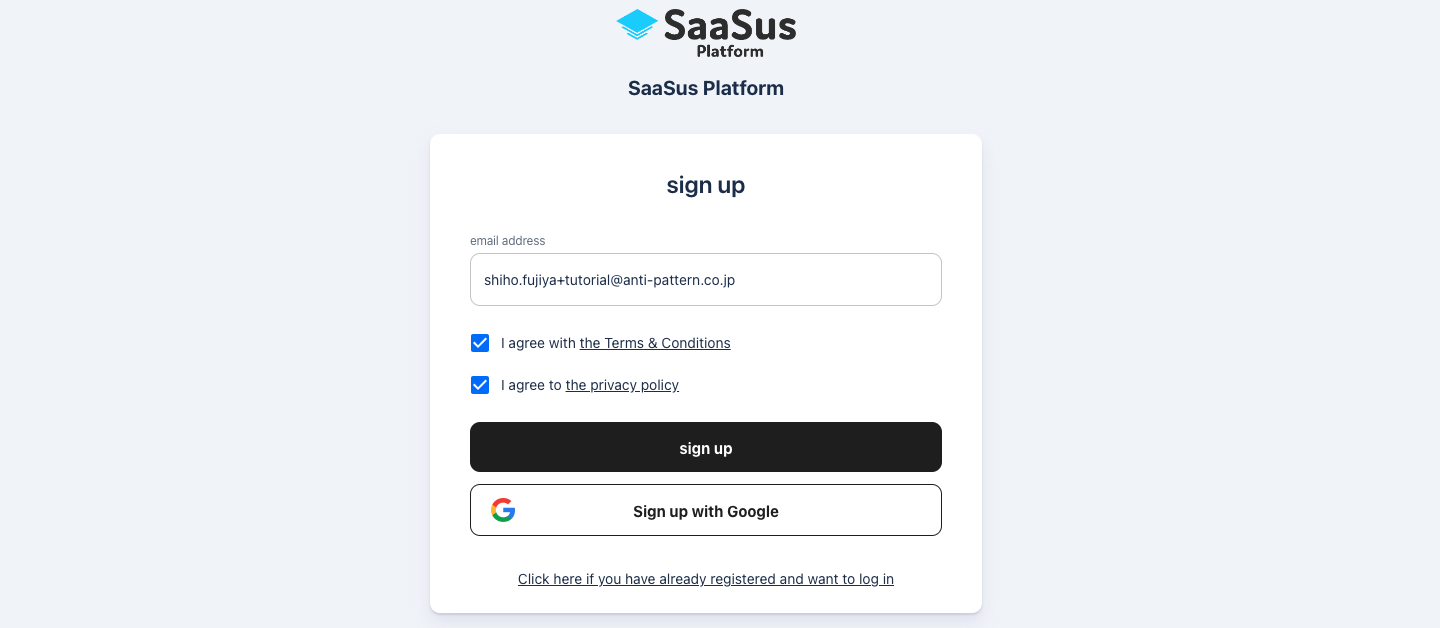 SaaSus
Platform
SaaSus Platform
sign up
email address
shiho.fujiya+tutorial@anti-pattern.co.jp
I agree with the Terms & Conditions
I agree to the privacy policy
sign up
Sign up with Google
Click here if you have already registered and want to log in